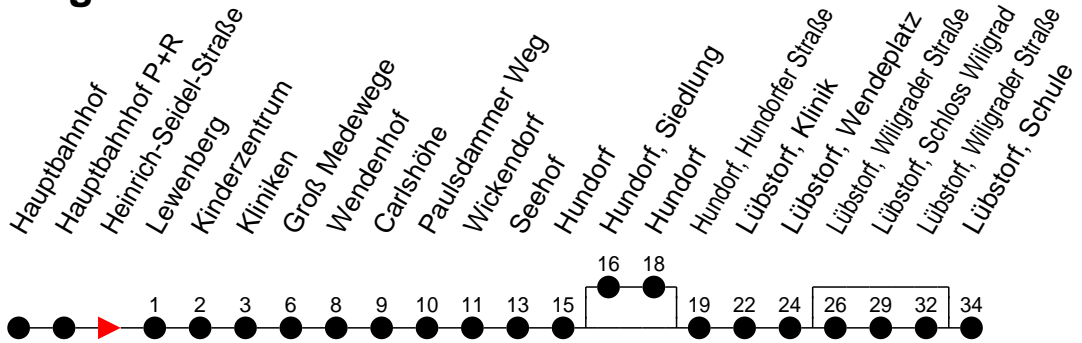 Hauptbahnhof
Hauptbahnhof P+R
Heinrich-Seidel-Straße
Lewenberg
Kinderzentrum
Kliniken
Groß Medewege
Wendenhof
Carlshöhe
Paulsdammer Weg
Wickendorf
Seehof
Hundorf
Hundorf, Siedlung
Hundorf
Hundorf, Hundorfer Straße
Lübstorf, Klinik
Lübstorf, Wendeplatz
Lübstorf, Wiligrader Straße
Lübstorf, Schloss Wiligrad
Lübstorf, Wiligrader Straße
Lübstorf, Schule
16 18
1 2 3 6 8 9 10 11 13 15 19 22 24 26 29 32 34